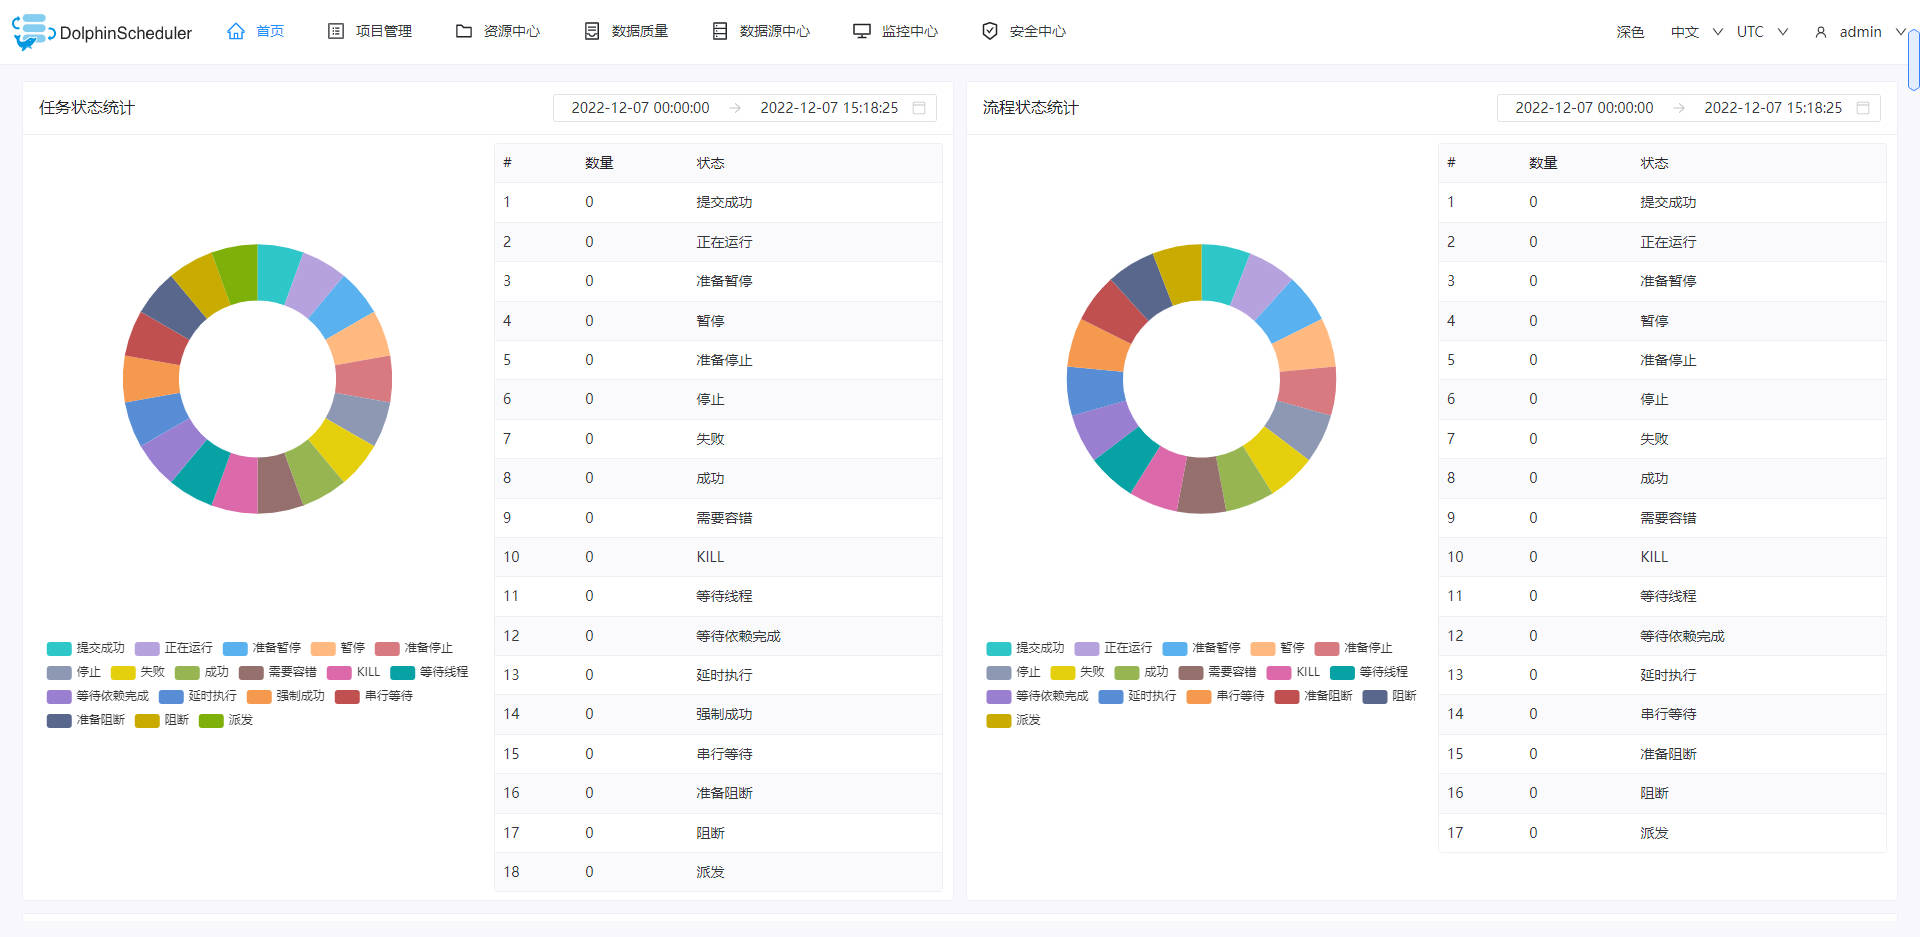 DolphinScheduler 首页 项目管理 资源中心 数据质量 数据源中心 监控中心 安全中心 深色 中文 UTC admin
任务状态统计 2022-12-07 00:00:00 → 2022-12-07 15:18:25
# 数量 状态
1 0 提交成功
2 0 正在运行
3 0 准备暂停
4 0 暂停
5 0 准备停止
6 0 停止
7 0 失败
8 0 成功
9 0 需要容错
10 0 KILL
11 0 等待线程
12 0 等待依赖完成
13 0 延时执行
14 0 强制成功
15 0 串行等待
16 0 准备阻断
17 0 阻断
18 0 派发
提交成功 正在运行 准备暂停 暂停 准备停止
停止 失败 成功 需要容错 KILL 等待线程
等待依赖完成 延时执行 强制成功 串行等待
准备阻断 阻断 派发
流程状态统计 2022-12-07 00:00:00 → 2022-12-07 15:18:25
# 数量 状态
1 0 提交成功
2 0 正在运行
3 0 准备暂停
4 0 暂停
5 0 准备停止
6 0 停止
7 0 失败
8 0 成功
9 0 需要容错
10 0 KILL
11 0 等待线程
12 0 等待依赖完成
13 0 延时执行
14 0 串行等待
15 0 准备阻断
16 0 阻断
17 0 派发
提交成功 正在运行 准备暂停 暂停 准备停止
停止 失败 成功 需要容错 KILL 等待线程
等待依赖完成 延时执行 串行等待 准备阻断 阻断
派发